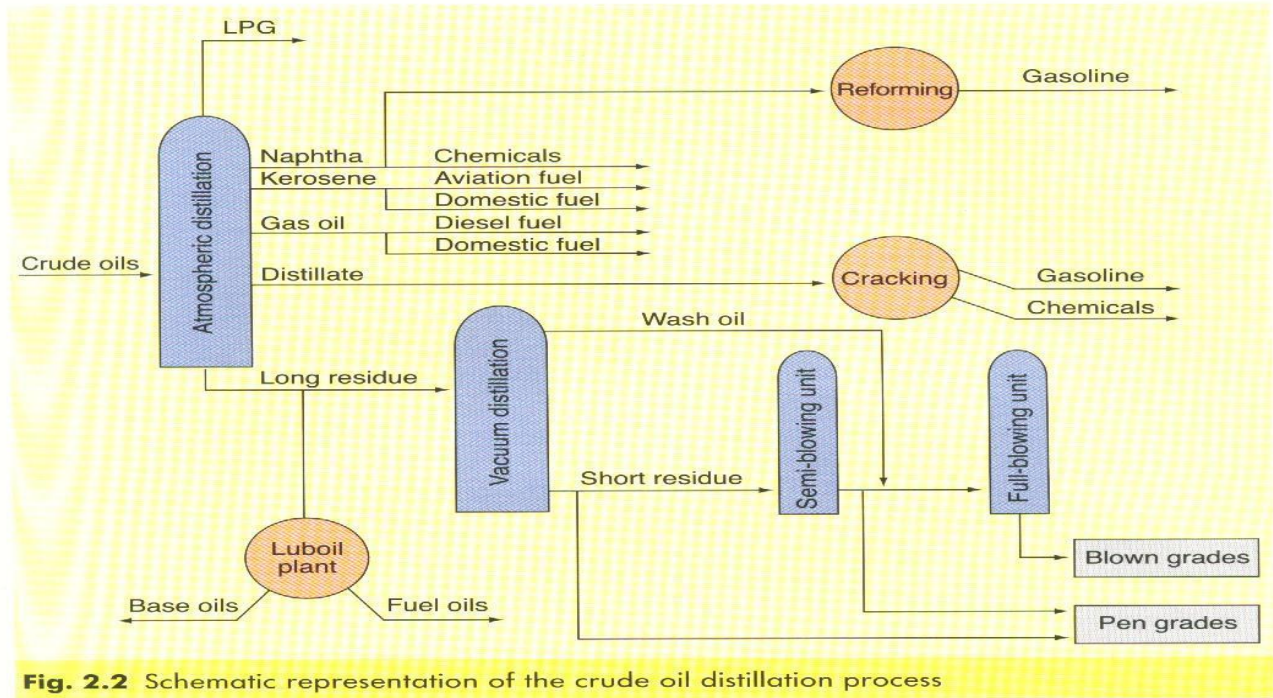 LPG
Reforming
Gasoline
Atmospheric distillation
Naphtha
Chemicals
Kerosene
Aviation fuel
Domestic fuel
Gas oil
Diesel fuel
Domestic fuel
Crude oils
Distillate
Cracking
Gasoline
Chemicals
Wash oil
Vacuum distillation
Long residue
Semi-blowing unit
Full-blowing unit
Short residue
Luboil
plant
Blown grades
Base oils
Fuel oils
Pen grades
Fig. 2.2 Schematic representation of the crude oil distillation process